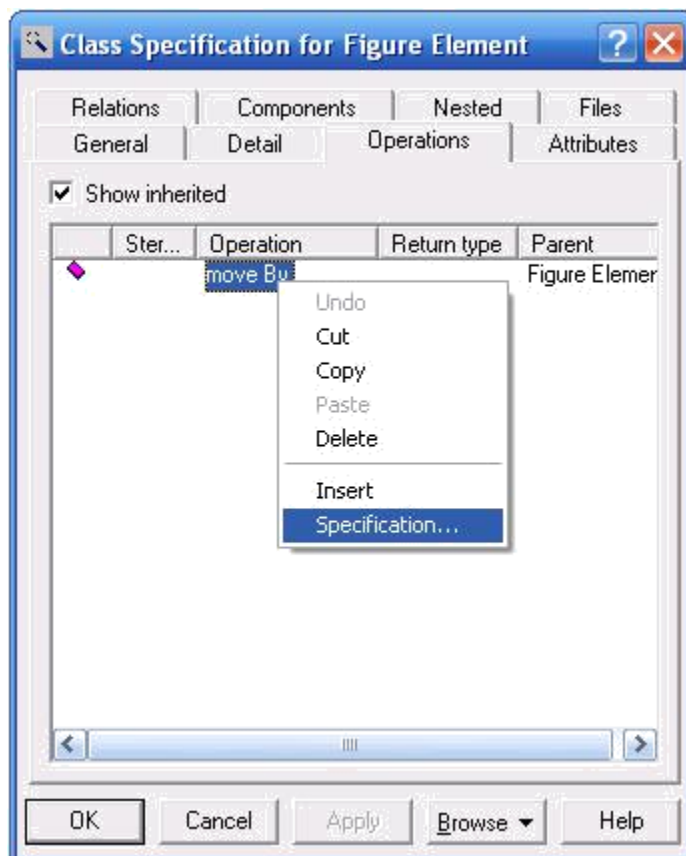 Class Specification for Figure Element
Relations Components Nested Files
General Detail Operations Attributes
Show inherited
Ster... Operation Return type Parent
move By Figure Elemer
Undo
Cut
Copy
Paste
Delete
Insert
Specification...
OK Cancel Apply Browse Help